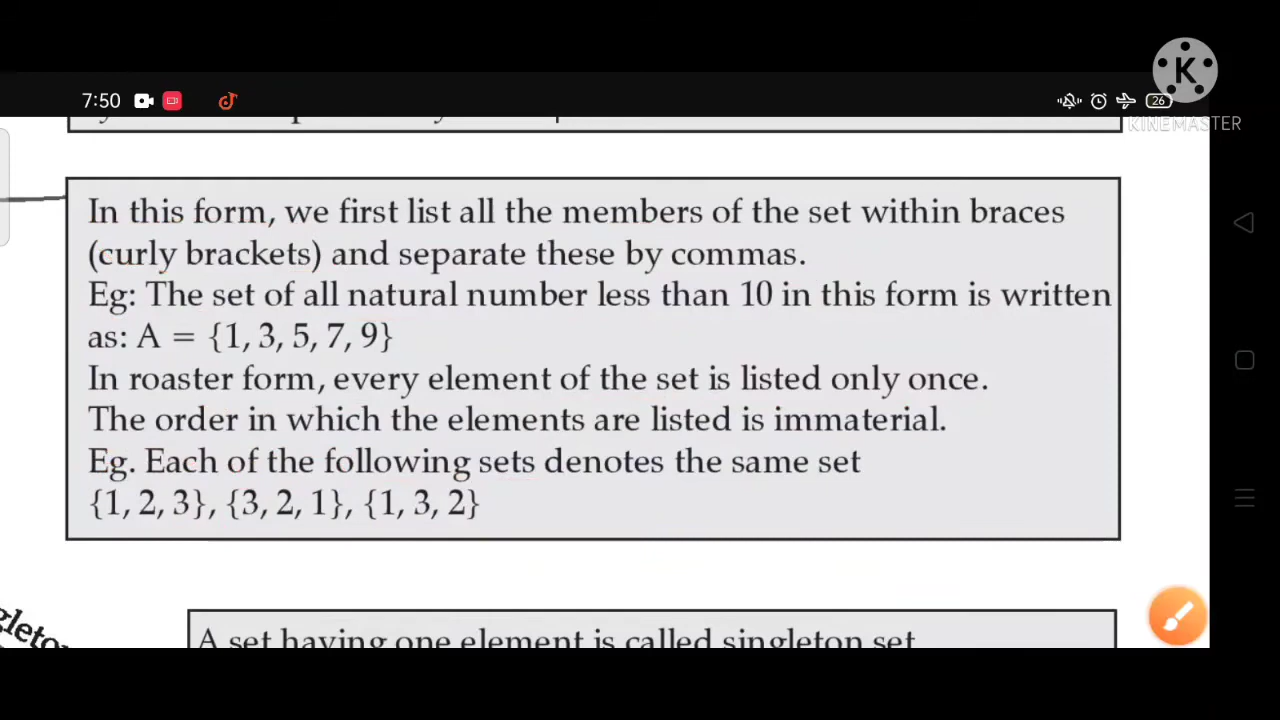 7:50
26
KINEMASTER
In this form, we first list all the members of the set within braces
(curly brackets) and separate these by commas.
Eg: The set of all natural number less than 10 in this form is written
as: A = {1, 3, 5, 7, 9}
In roaster form, every element of the set is listed only once.
The order in which the elements are listed is immaterial.
Eg. Each of the following sets denotes the same set
{1, 2, 3}, {3, 2, 1}, {1, 3, 2}
A set having one element is called singleton set